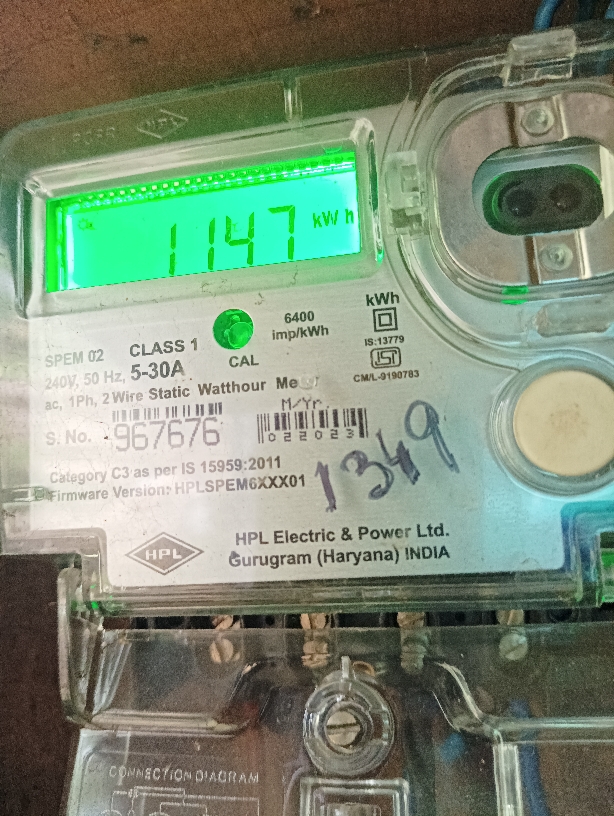 HPL
1147 kWh
6400
imp/kWh
kWh
IS:13779
ISI
CM/L-9190783
SPEM 02 CLASS 1
CAL
240V, 50 Hz, 5-30A
ac, 1Ph, 2 Wire Static Watthour
M/Yr.
S. No. 967676
022023
1349
Category C3 as per IS 15959:2011
Firmware Version: HPLSPEM6XXX01
HPL
HPL Electric & Power Ltd.
Gurugram (Haryana) INDIA
CONNECTION DIAGRAM